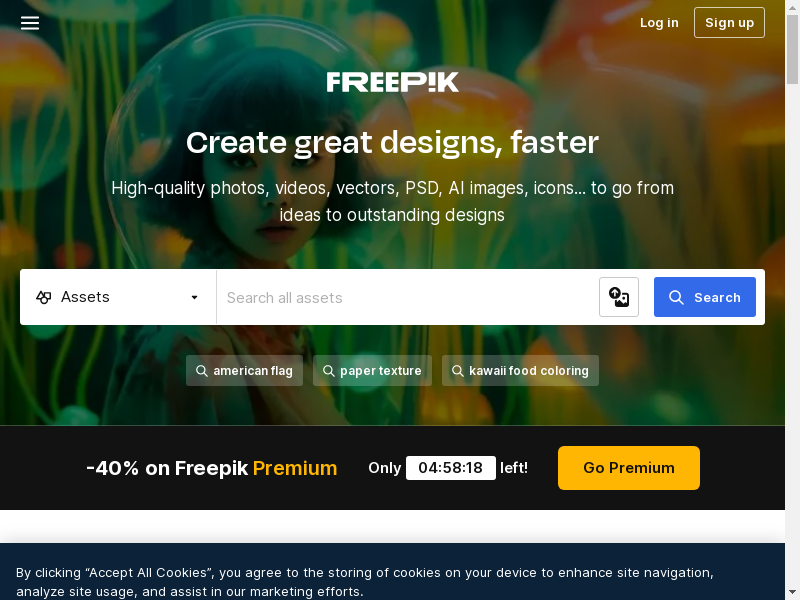 Log in
Sign up
FREEPIK
Create great designs, faster
High-quality photos, videos, vectors, PSD, AI images, icons... to go from
ideas to outstanding designs
Assets
Search all assets
Search
american flag
paper texture
kawaii food coloring
-40% on Freepik Premium
Only 04:58:18 left!
Go Premium
By clicking “Accept All Cookies”, you agree to the storing of cookies on your device to enhance site navigation,
analyze site usage, and assist in our marketing efforts.